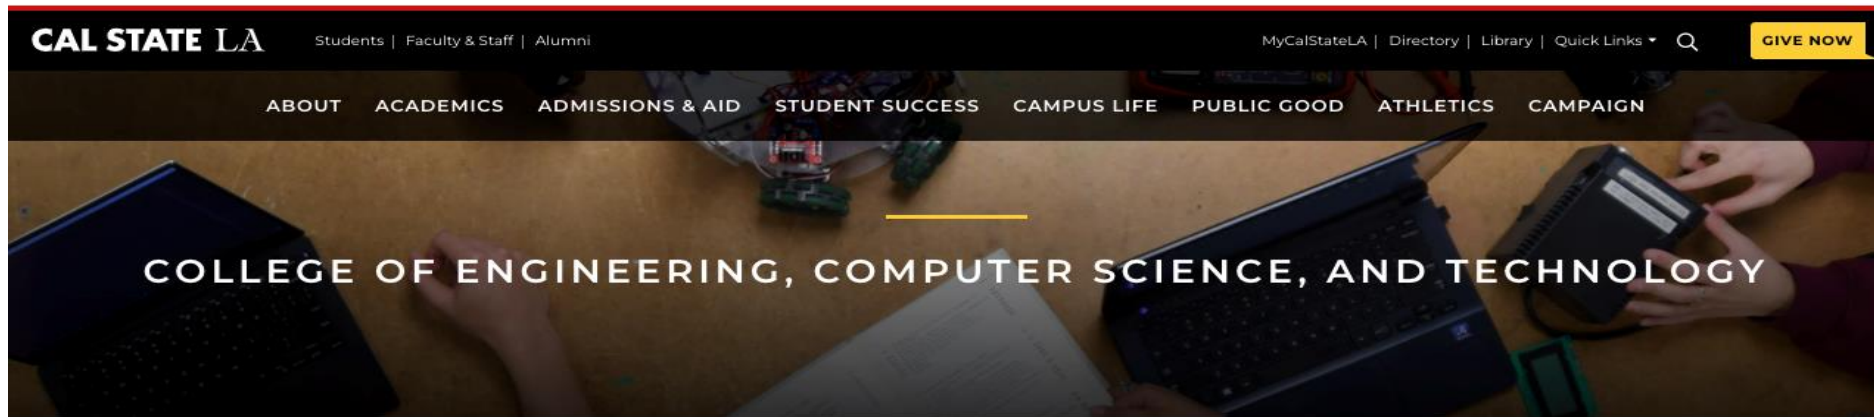 CAL STATE LA
Students | Faculty & Staff | Alumni
MyCalStateLA | Directory | Library | Quick Links
GIVE NOW
ABOUT ACADEMICS ADMISSIONS & AID STUDENT SUCCESS CAMPUS LIFE PUBLIC GOOD ATHLETICS CAMPAIGN
COLLEGE OF ENGINEERING, COMPUTER SCIENCE, AND TECHNOLOGY